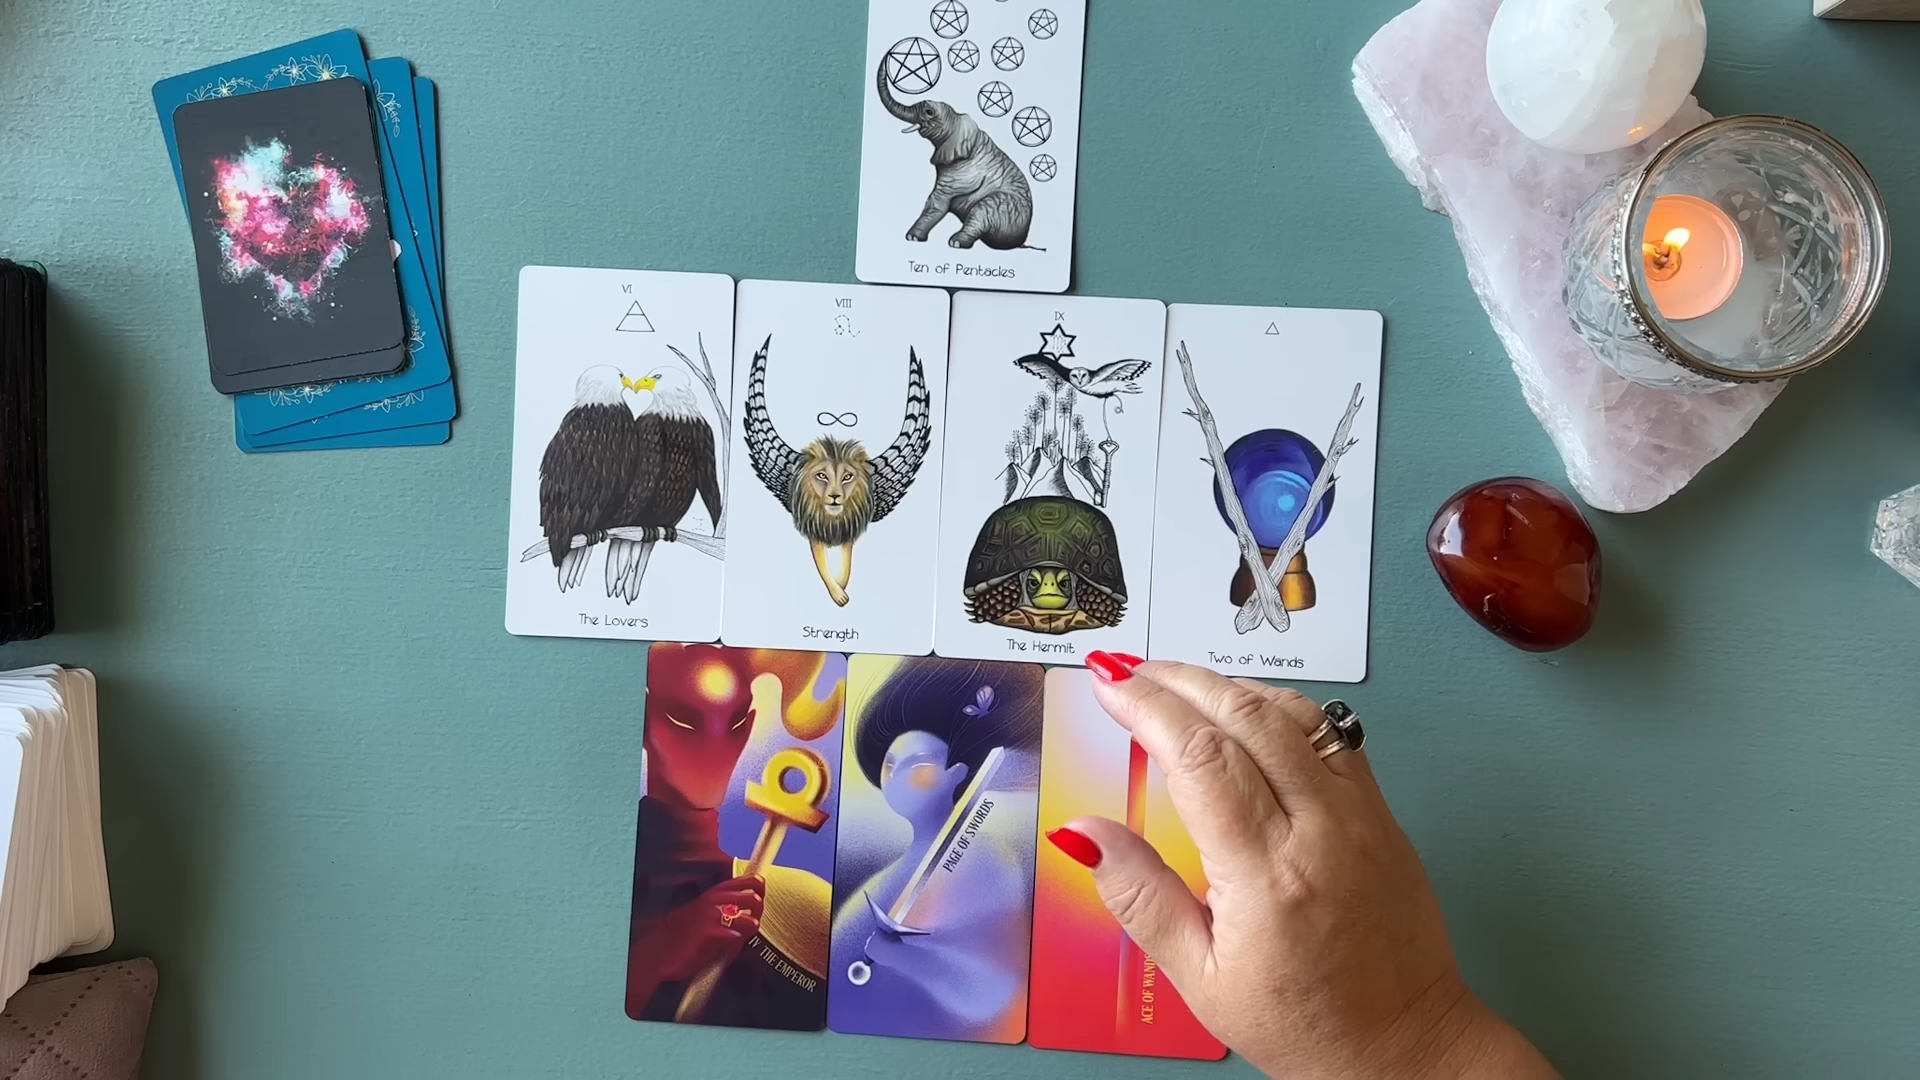 Ten of Pentacles
VI
The Lovers
VIII
Strength
IX
The Hermit
Two of Wands
IV THE EMPEROR
PAGE OF SWORDS
ACE OF WANDS